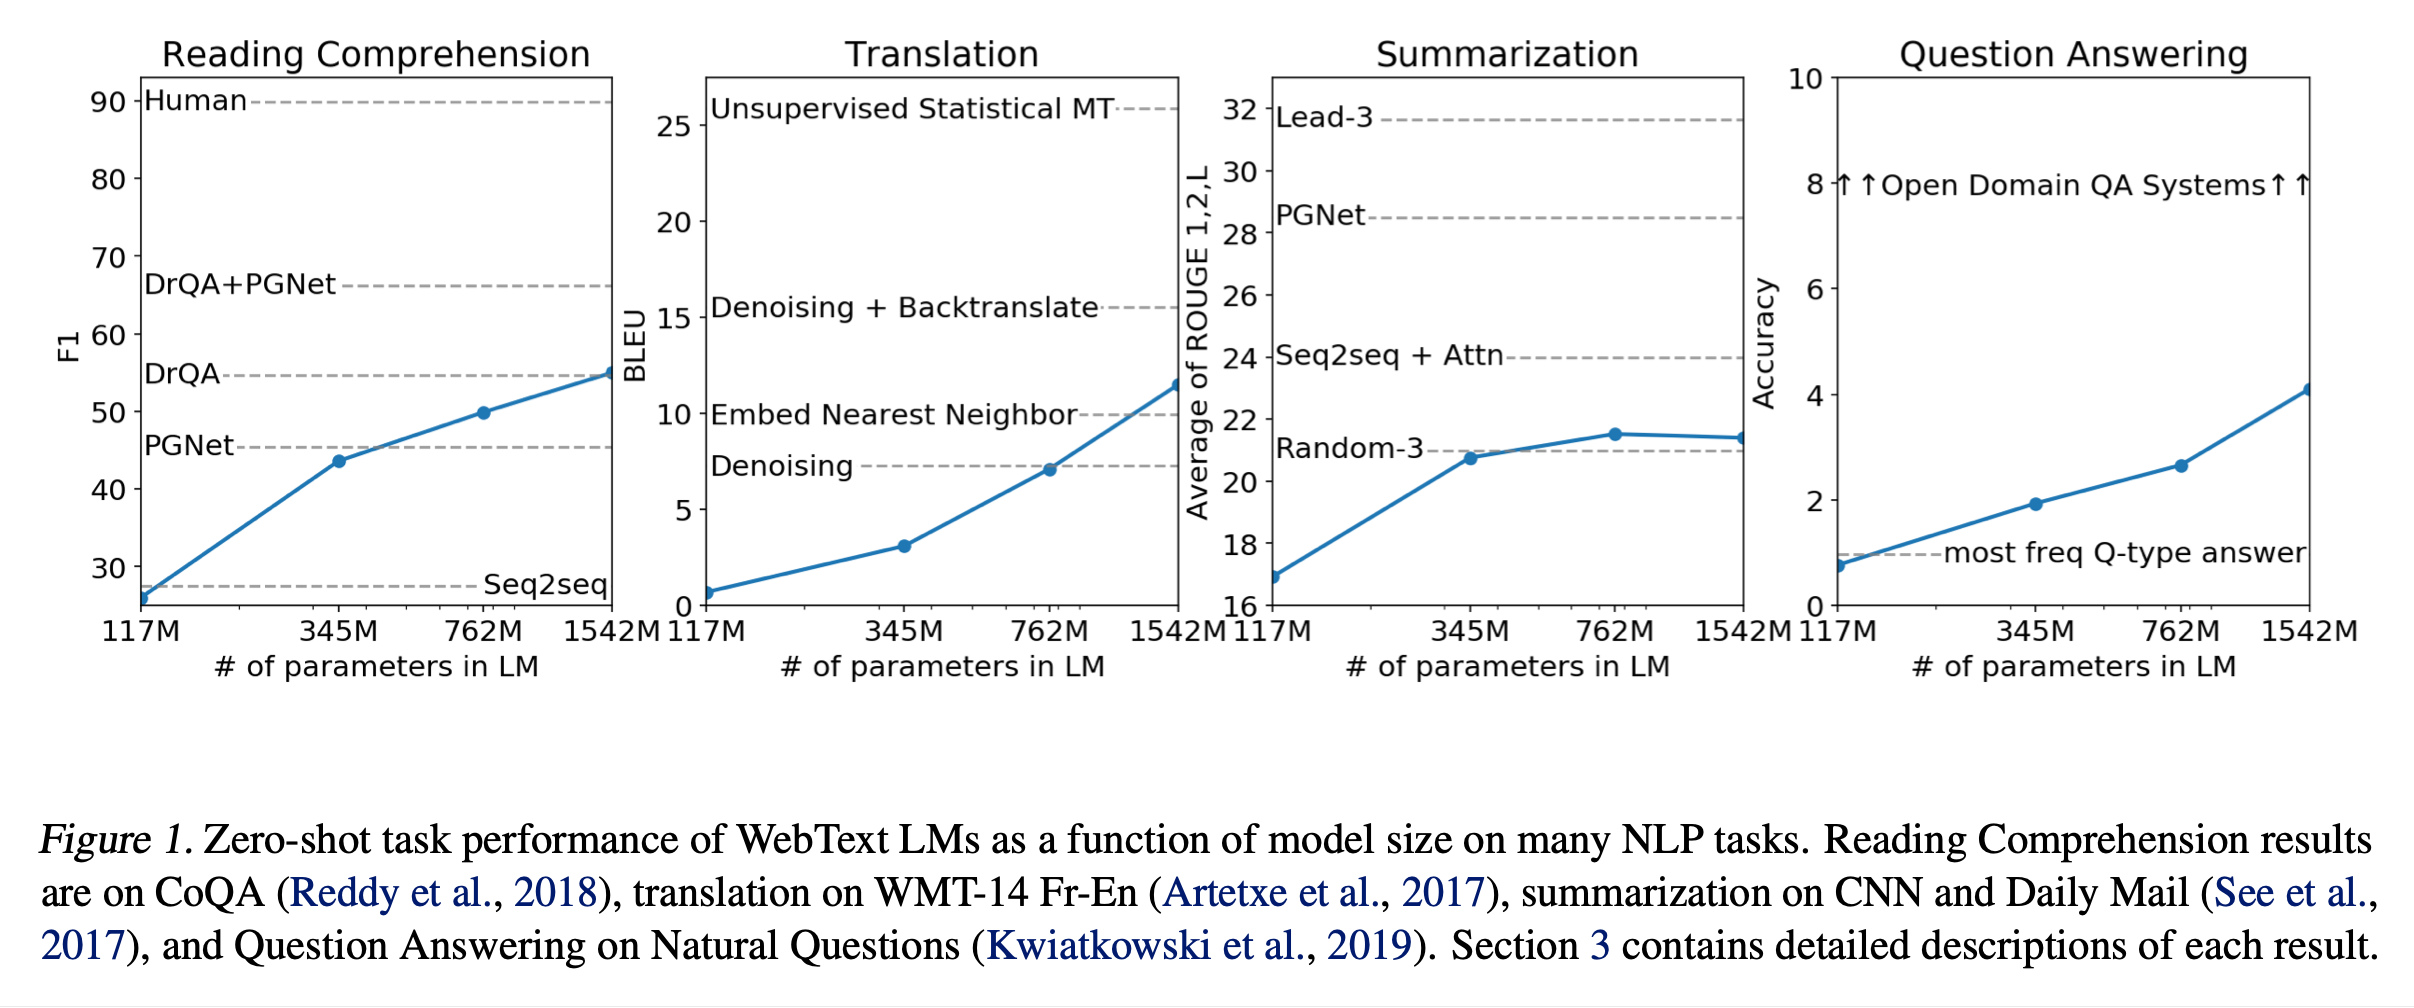 Reading Comprehension
90
80
70
60
50
40
30
F1
Human
DrQA+PGNet
DrQA
PGNet
Seq2seq
117M 345M 762M 1542M
# of parameters in LM
Translation
25
20
15
10
5
0
BLEU
Unsupervised Statistical MT
Denoising + Backtranslate
Embed Nearest Neighbor
Denoising
117M 345M 762M 1542M
# of parameters in LM
Summarization
32
30
28
26
24
22
20
18
16
Average of ROUGE 1,2,L
Lead-3
PGNet
Seq2seq + Attn
Random-3
117M 345M 762M 1542M
# of parameters in LM
Question Answering
10
8
6
4
2
0
Accuracy
↑↑Open Domain QA Systems↑↑
most freq Q-type answer
117M 345M 762M 1542M
# of parameters in LM
Figure 1. Zero-shot task performance of WebText LMs as a function of model size on many NLP tasks. Reading Comprehension results
are on CoQA (Reddy et al., 2018), translation on WMT-14 Fr-En (Artetxe et al., 2017), summarization on CNN and Daily Mail (See et al.,
2017), and Question Answering on Natural Questions (Kwiatkowski et al., 2019). Section 3 contains detailed descriptions of each result.